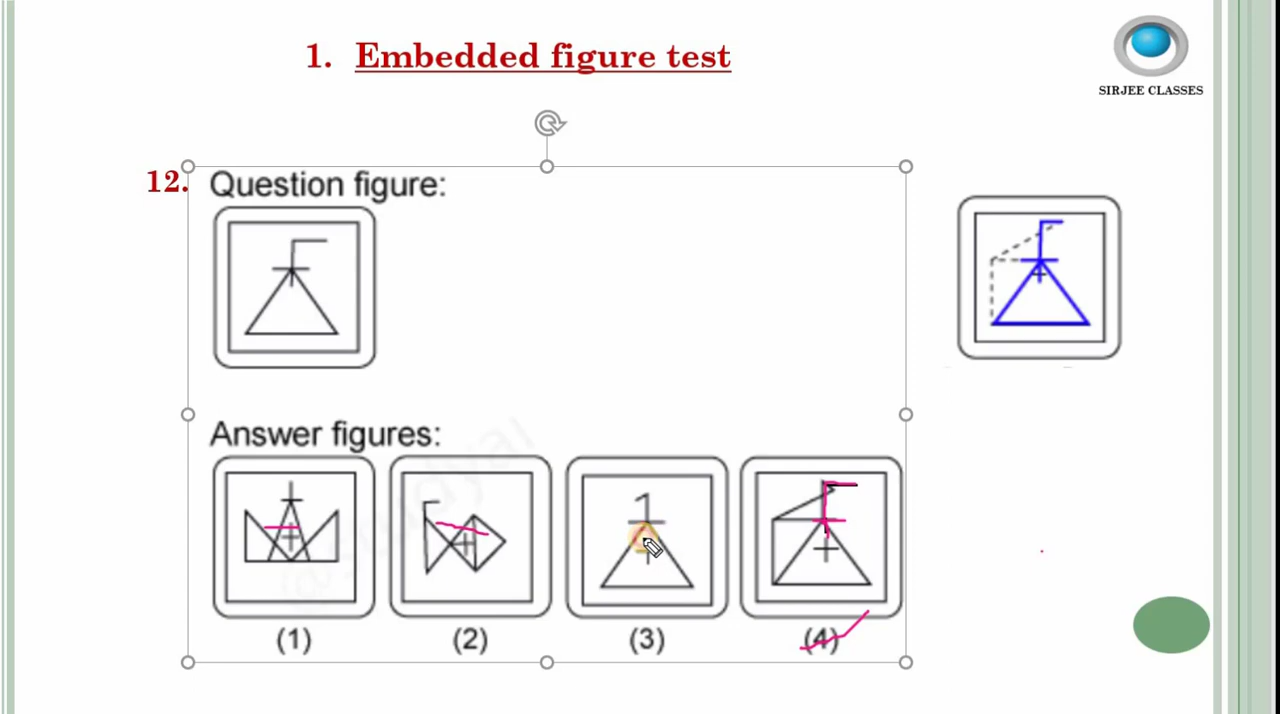 1. Embedded figure test
SIRJEE CLASSES
12. Question figure:
Answer figures:
(1) (2) (3) (4)